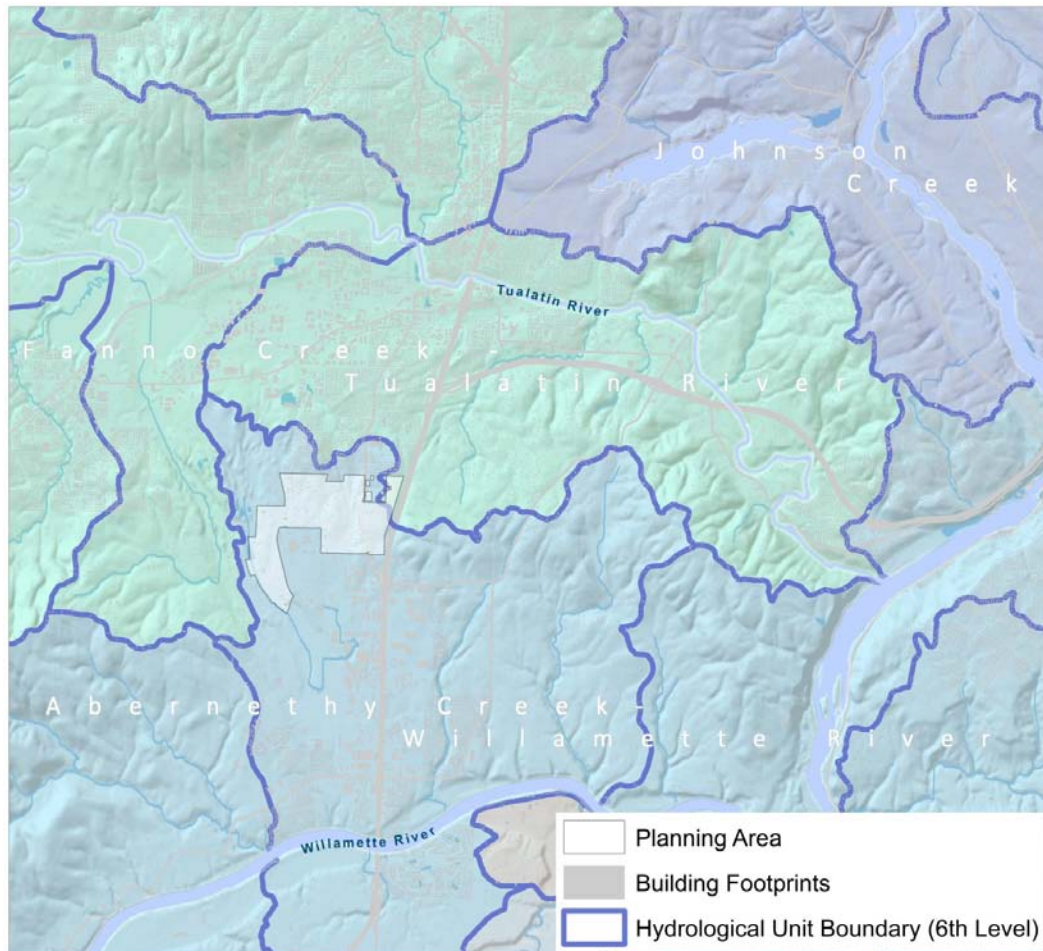 Johnson
Creek
Tualatin River
Fanno Creek -
Tualatin River
Abernethy Creek-
Willamette River
Willamette River
Planning Area
Building Footprints
Hydrological Unit Boundary (6th Level)